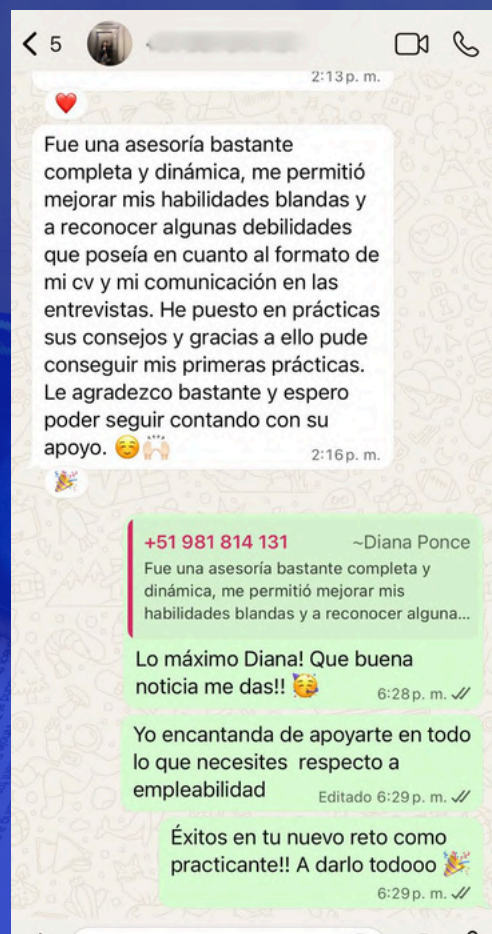 5
2:13 p. m.
Fue una asesoría bastante
completa y dinámica, me permitió
mejorar mis habilidades blandas y
a reconocer algunas debilidades
que poseía en cuanto al formato de
mi cv y mi comunicación en las
entrevistas. He puesto en prácticas
sus consejos y gracias a ello pude
conseguir mis primeras prácticas.
Le agradezco bastante y espero
poder seguir contando con su
apoyo. ☺️🙌🏻 2:16 p. m.
+51 981 814 131 ~Diana Ponce
Fue una asesoría bastante completa y
dinámica, me permitió mejorar mis
habilidades blandas y a reconocer alguna...
Lo máximo Diana! Que buena
noticia me das!! 🥳 6:28 p. m.
Yo encantanda de apoyarte en todo
lo que necesites respecto a
empleabilidad Editado 6:29 p. m.
Éxitos en tu nuevo reto como
practicante!! A darlo todooo 🎉
6:29 p. m.